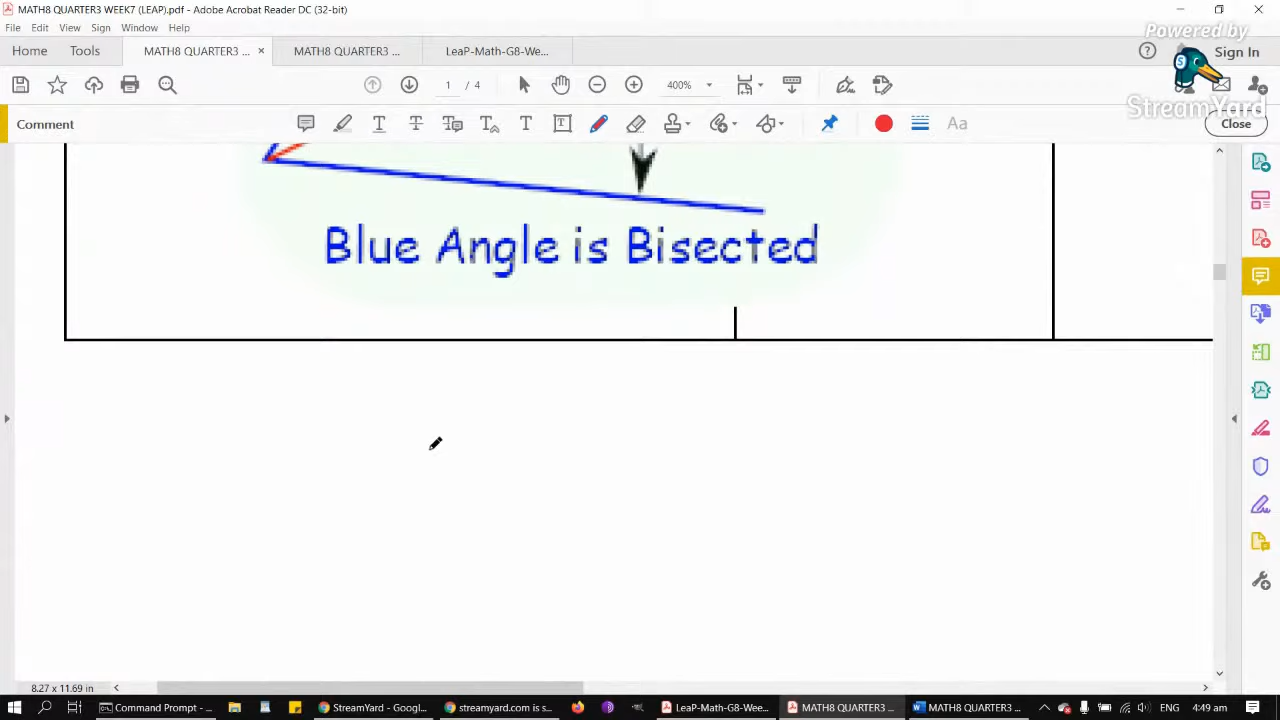 MATH8 QUARTER3 WEEK7 (LEAP).pdf - Adobe Acrobat Reader DC (32-bit)
File Edit View Sign Window Help
Powered by
StreamYard
Home Tools MATH8 QUARTER3 ... × MATH8 QUARTER3 ... LeaP-Math-G8-We... Sign In
1 / 4 400%
Comment Aa Close
Blue Angle is Bisected
8.27 x 11.69 in
Command Prompt - ... StreamYard - Googl... streamyard.com is s... LeaP-Math-G8-Wee... MATH8 QUARTER3 ... MATH8 QUARTER3 ... ENG 4:49 am